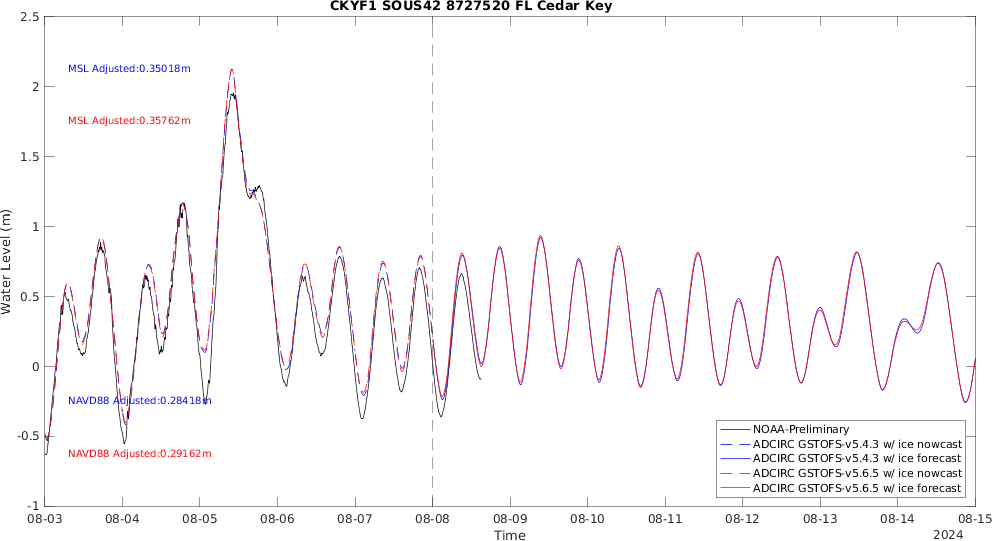 CKYF1 SOUS42 8727520 FL Cedar Key
2.5
2
1.5
1
0.5
0
-0.5
-1
Water Level (m)
MSL Adjusted:0.35018m
MSL Adjusted:0.35762m
NAVD88 Adjusted:0.28418m
NAVD88 Adjusted:0.29162m
NOAA-Preliminary
ADCIRC GSTOFS-v5.4.3 w/ ice nowcast
ADCIRC GSTOFS-v5.4.3 w/ ice forecast
ADCIRC GSTOFS-v5.6.5 w/ ice nowcast
ADCIRC GSTOFS-v5.6.5 w/ ice forecast
08-03 08-04 08-05 08-06 08-07 08-08 08-09 08-10 08-11 08-12 08-13 08-14 08-15
Time
2024